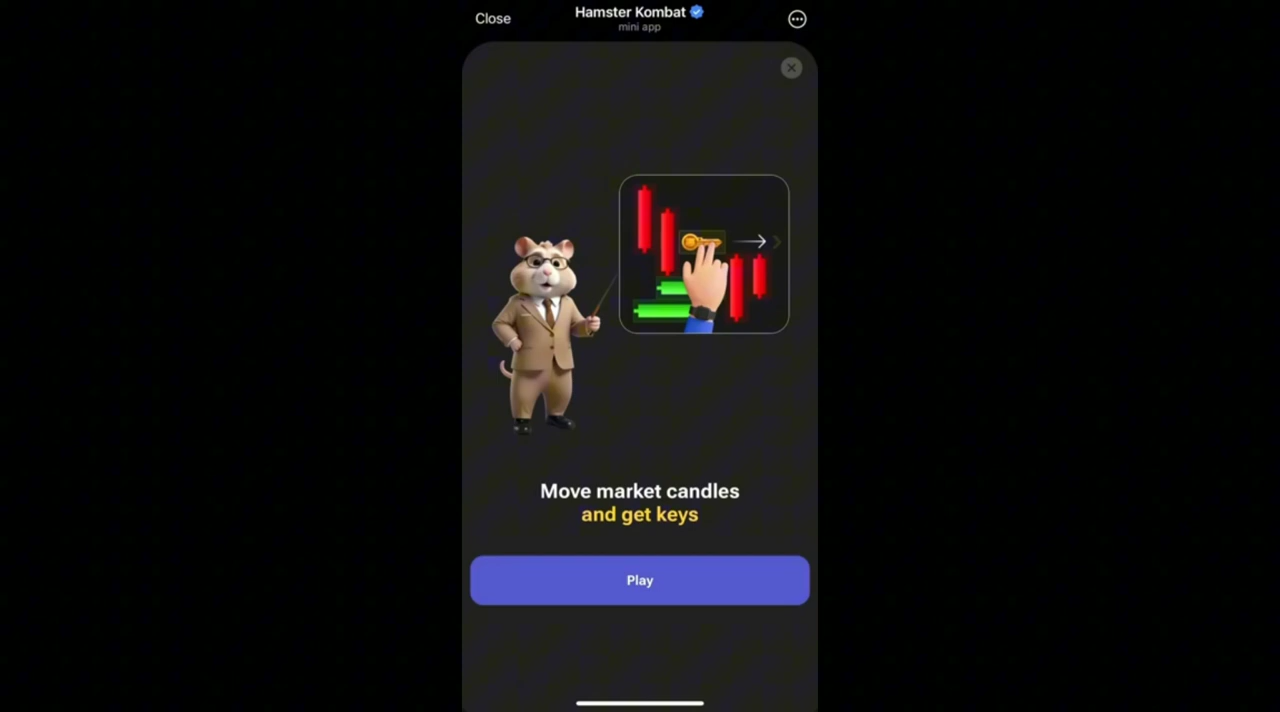 Close
Hamster Kombat
mini app
Move market candles
and get keys
Play